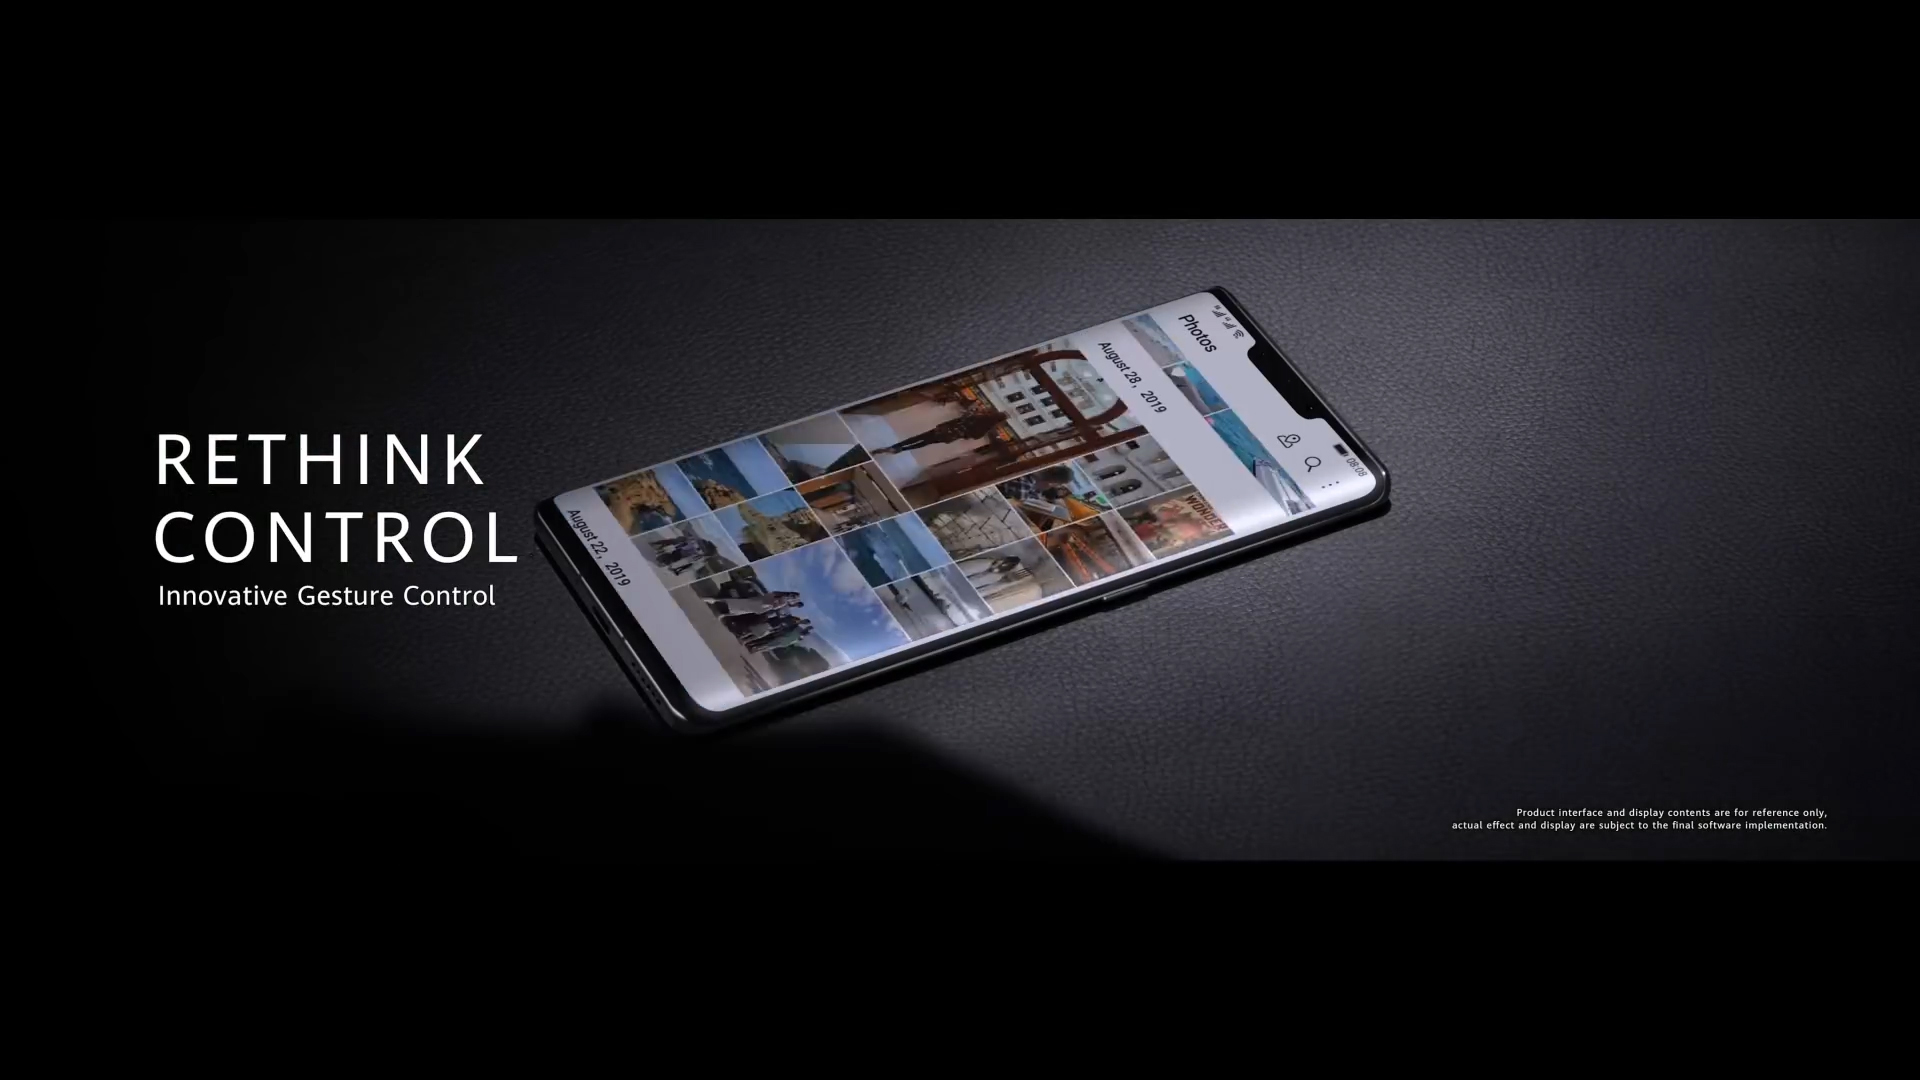 RETHINK
CONTROL
Innovative Gesture Control
08:08
Photos
August 28, 2019
WONDER
August 22, 2019
Product interface and display contents are for reference only,
actual effect and display are subject to the final software implementation.